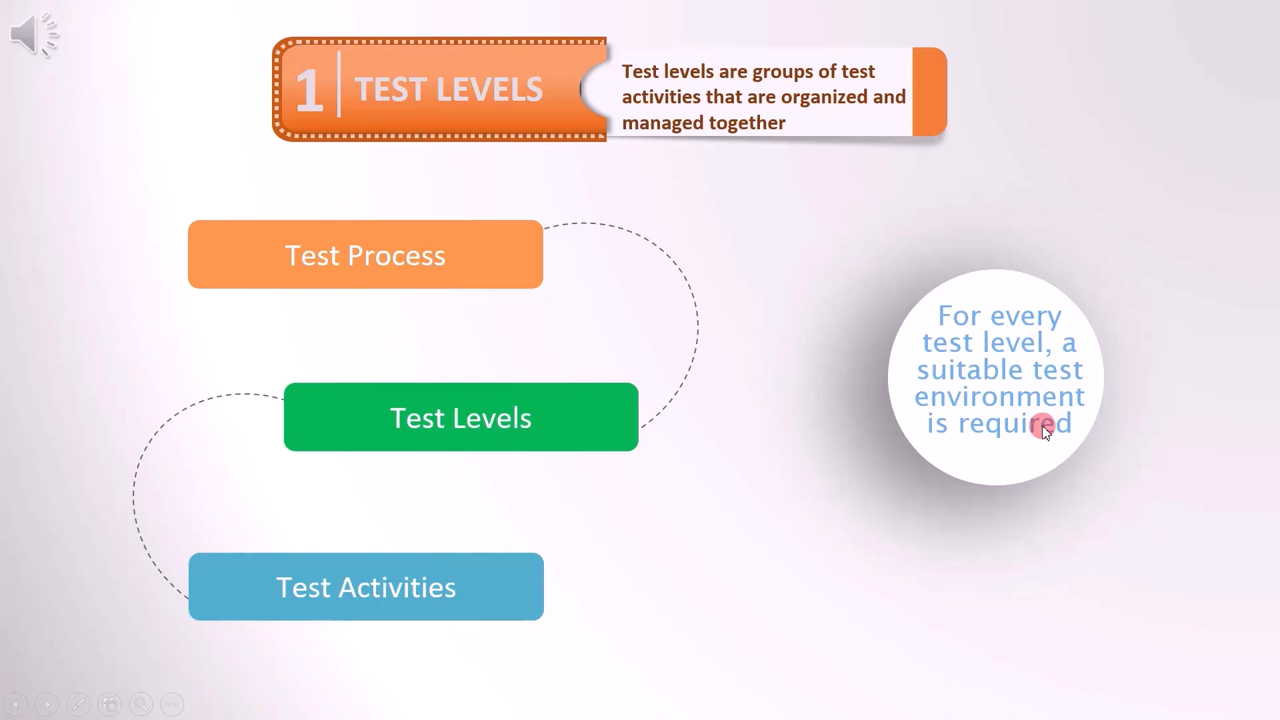 1
TEST LEVELS
Test levels are groups of test
activities that are organized and
managed together
Test Process
Test Levels
Test Activities
For every
test level, a
suitable test
environment
is required